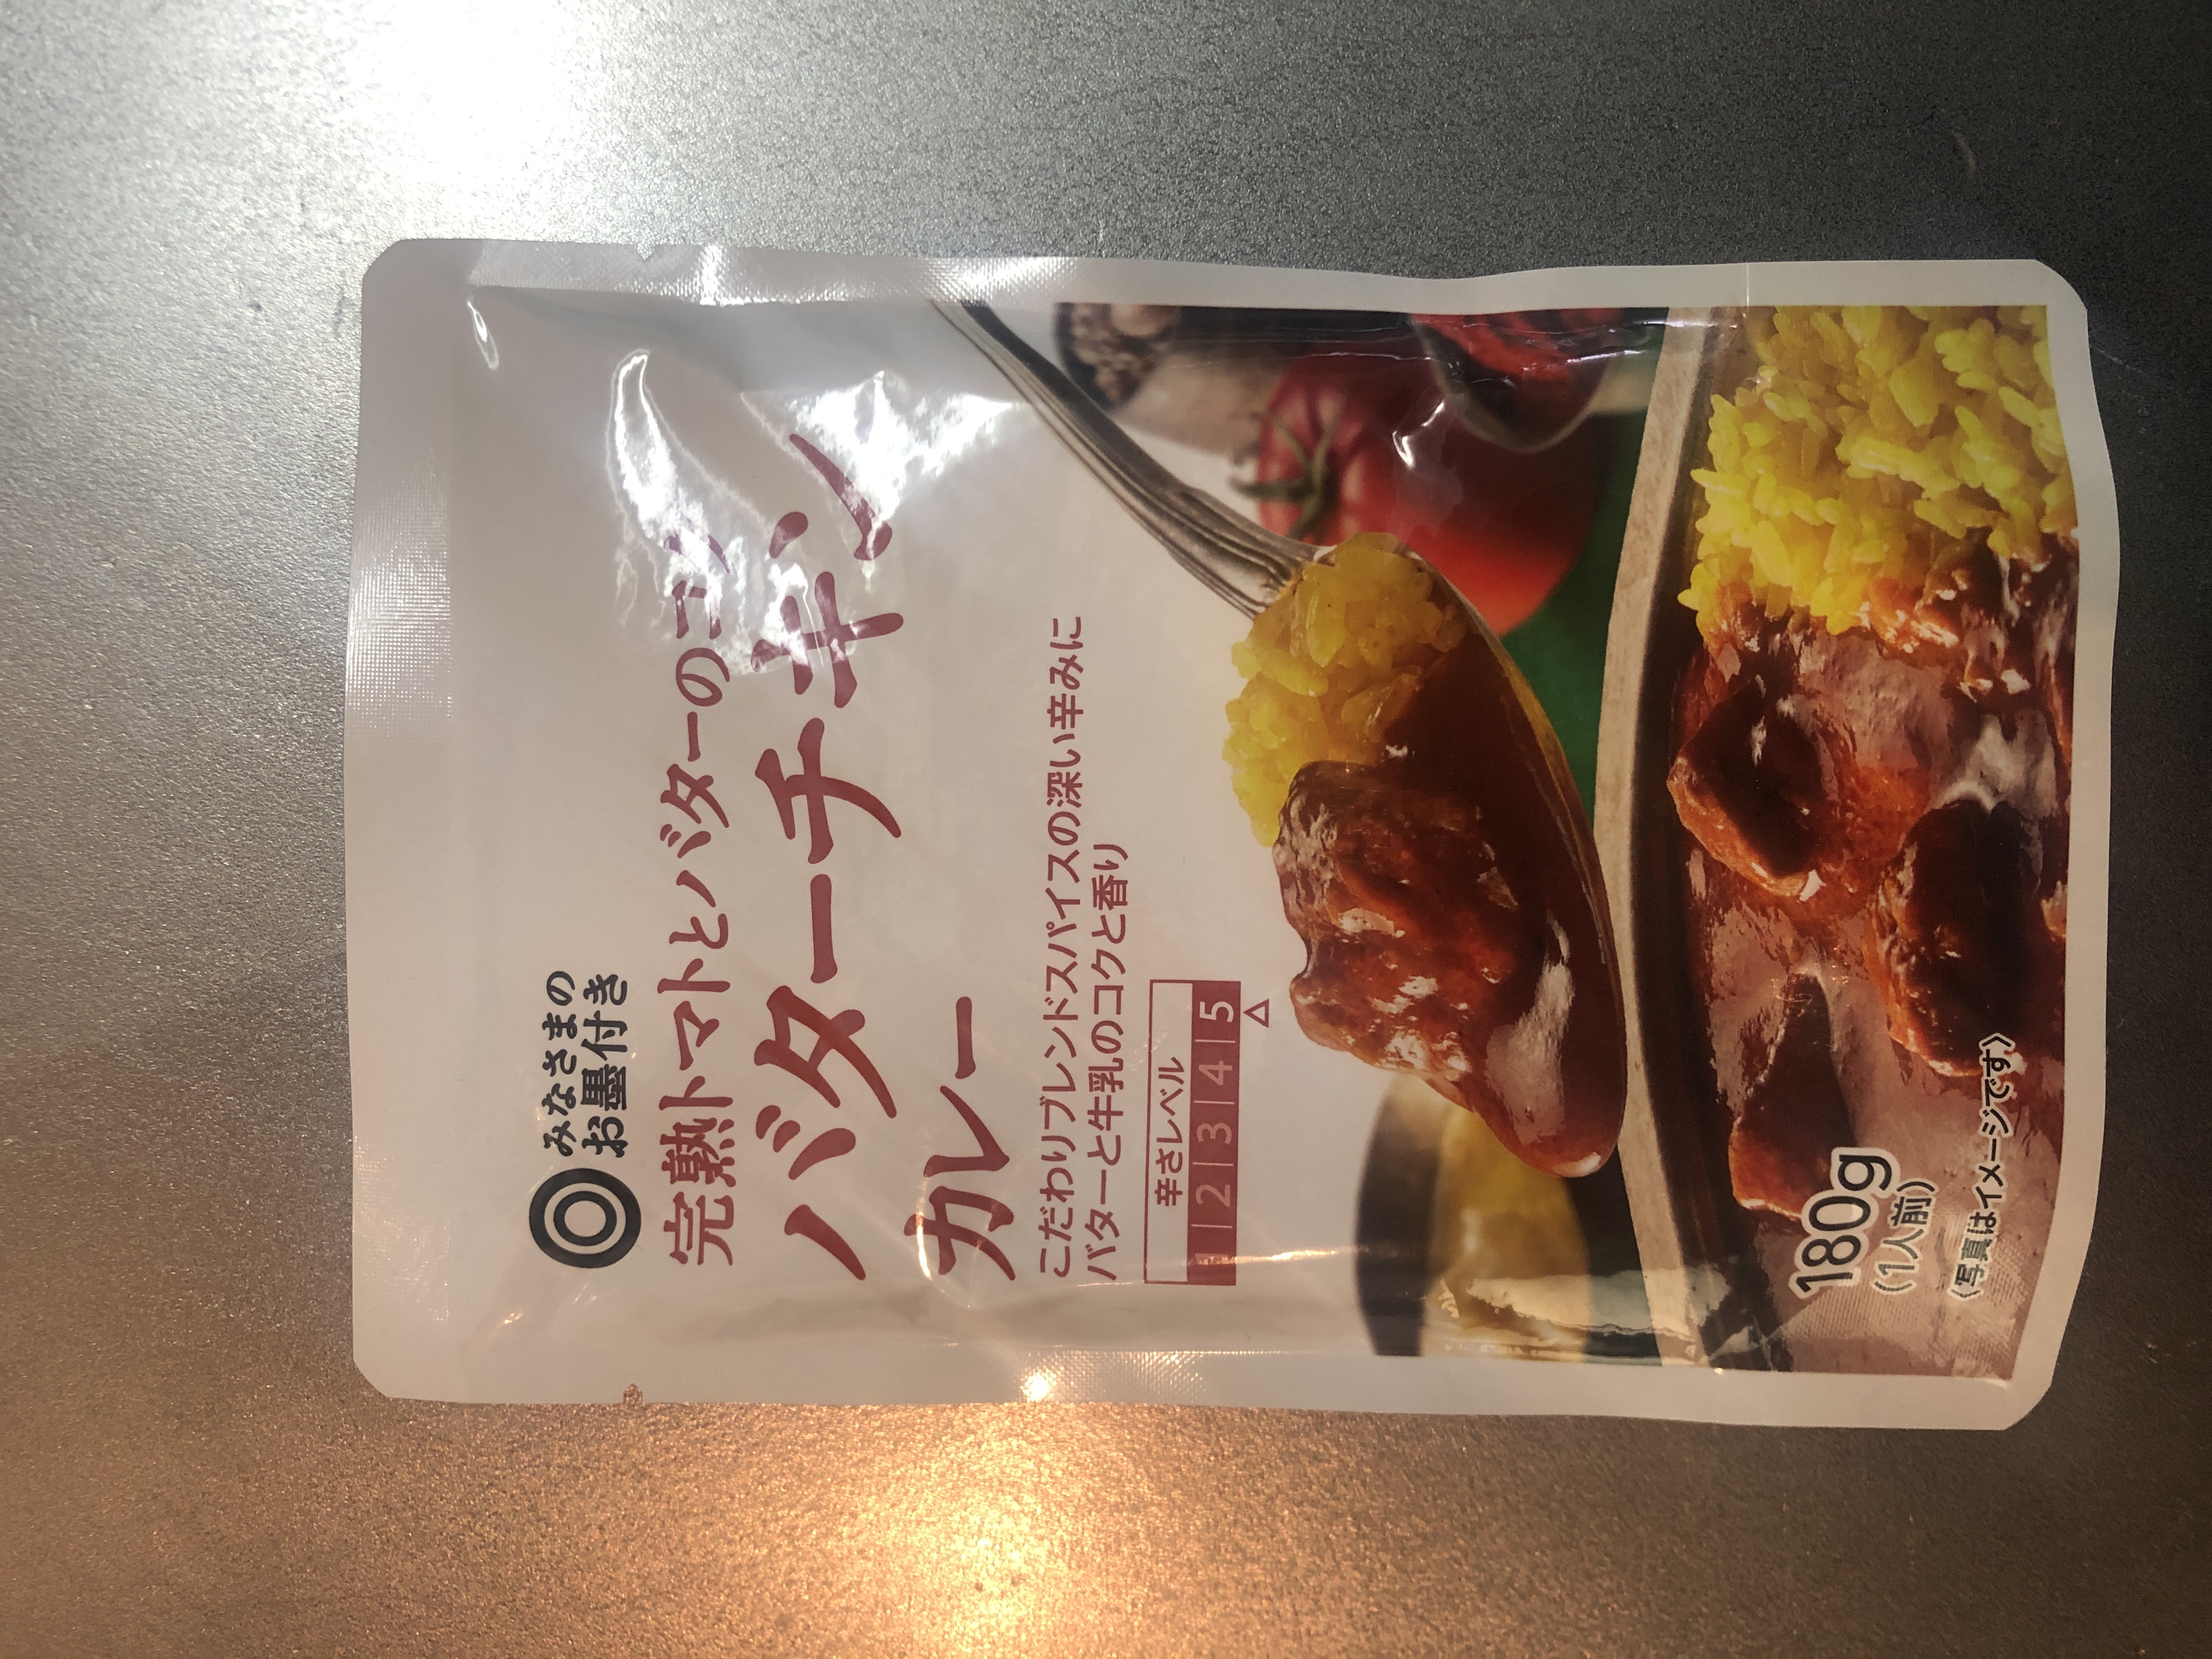 みなさまの
お墨付き
完熟トマトとバターのコク
バターチキン
カレー
こだわりブレンドスパイスの深い辛みに
バターと牛乳のコクと香り
辛さレベル
1 2 3 4 5
180g
(1人前)
〈写真はイメージです〉